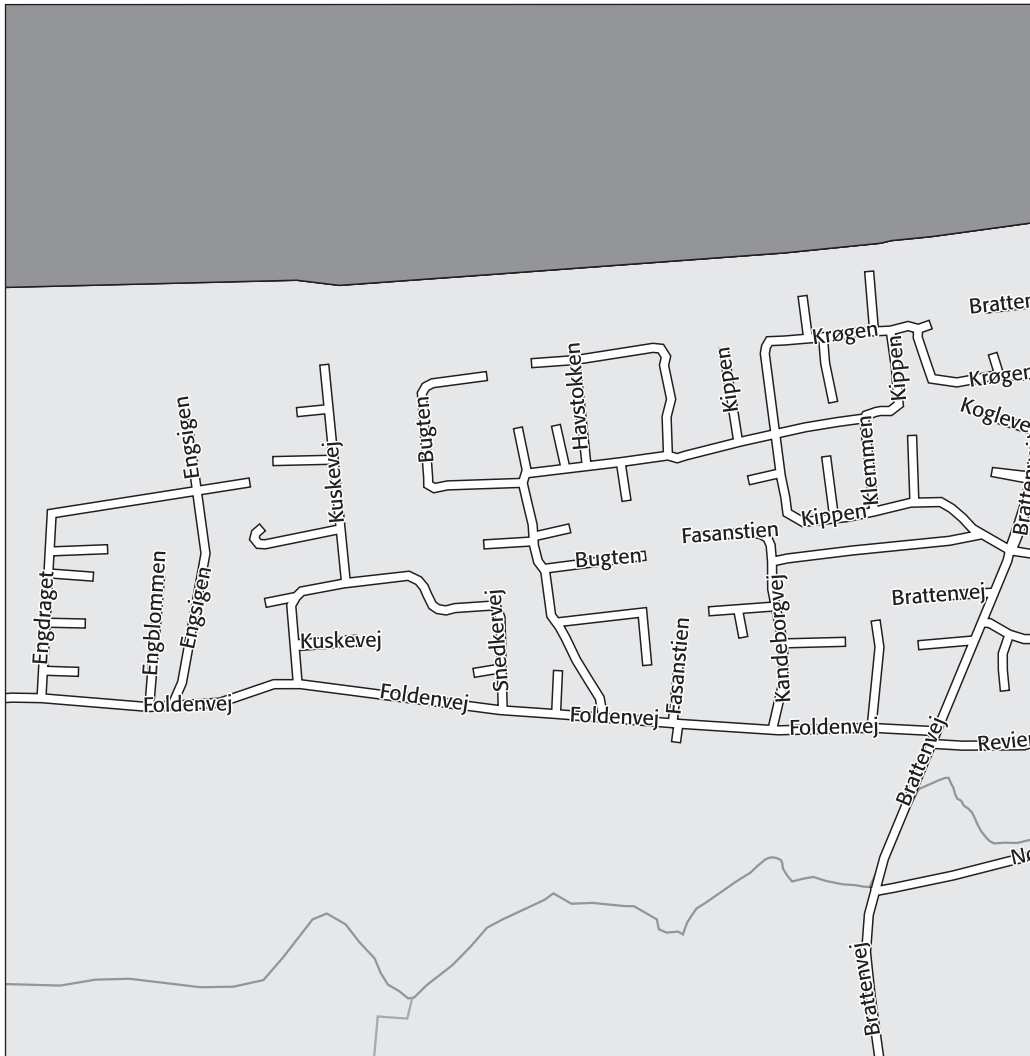 Bratten
Krøgen
Kippen
Kippen
Havstokken
Krøgen
Bugten
Engsigen
Koglevej
Klemmen
Kuskevej
Kippen
Fasanstien
Bugten
Brattenvej
Engdraget
Engblommen
Engsigen
Kandeborgvej
Snedkervej
Kuskevej
Fasanstien
Foldenvej
Foldenvej
Foldenvej
Foldenvej
Brattenvej
Brattenvej